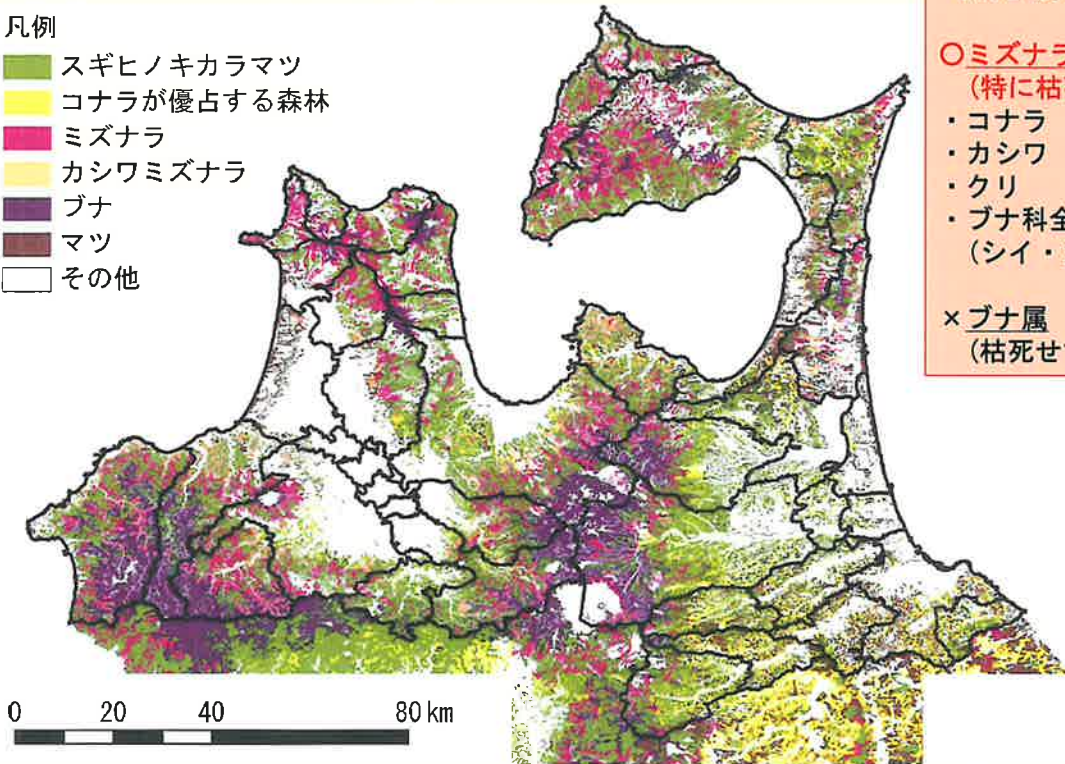 凡例
スギヒノキカラマツ
コナラが優占する森林
ミズナラ
カシワミズナラ
ブナ
マツ
その他
0 20 40 80 km
○ミズナラ
(特に枯
・コナラ
・カシワ
・クリ
・ブナ科全
(シイ・
×ブナ属
(枯死せ